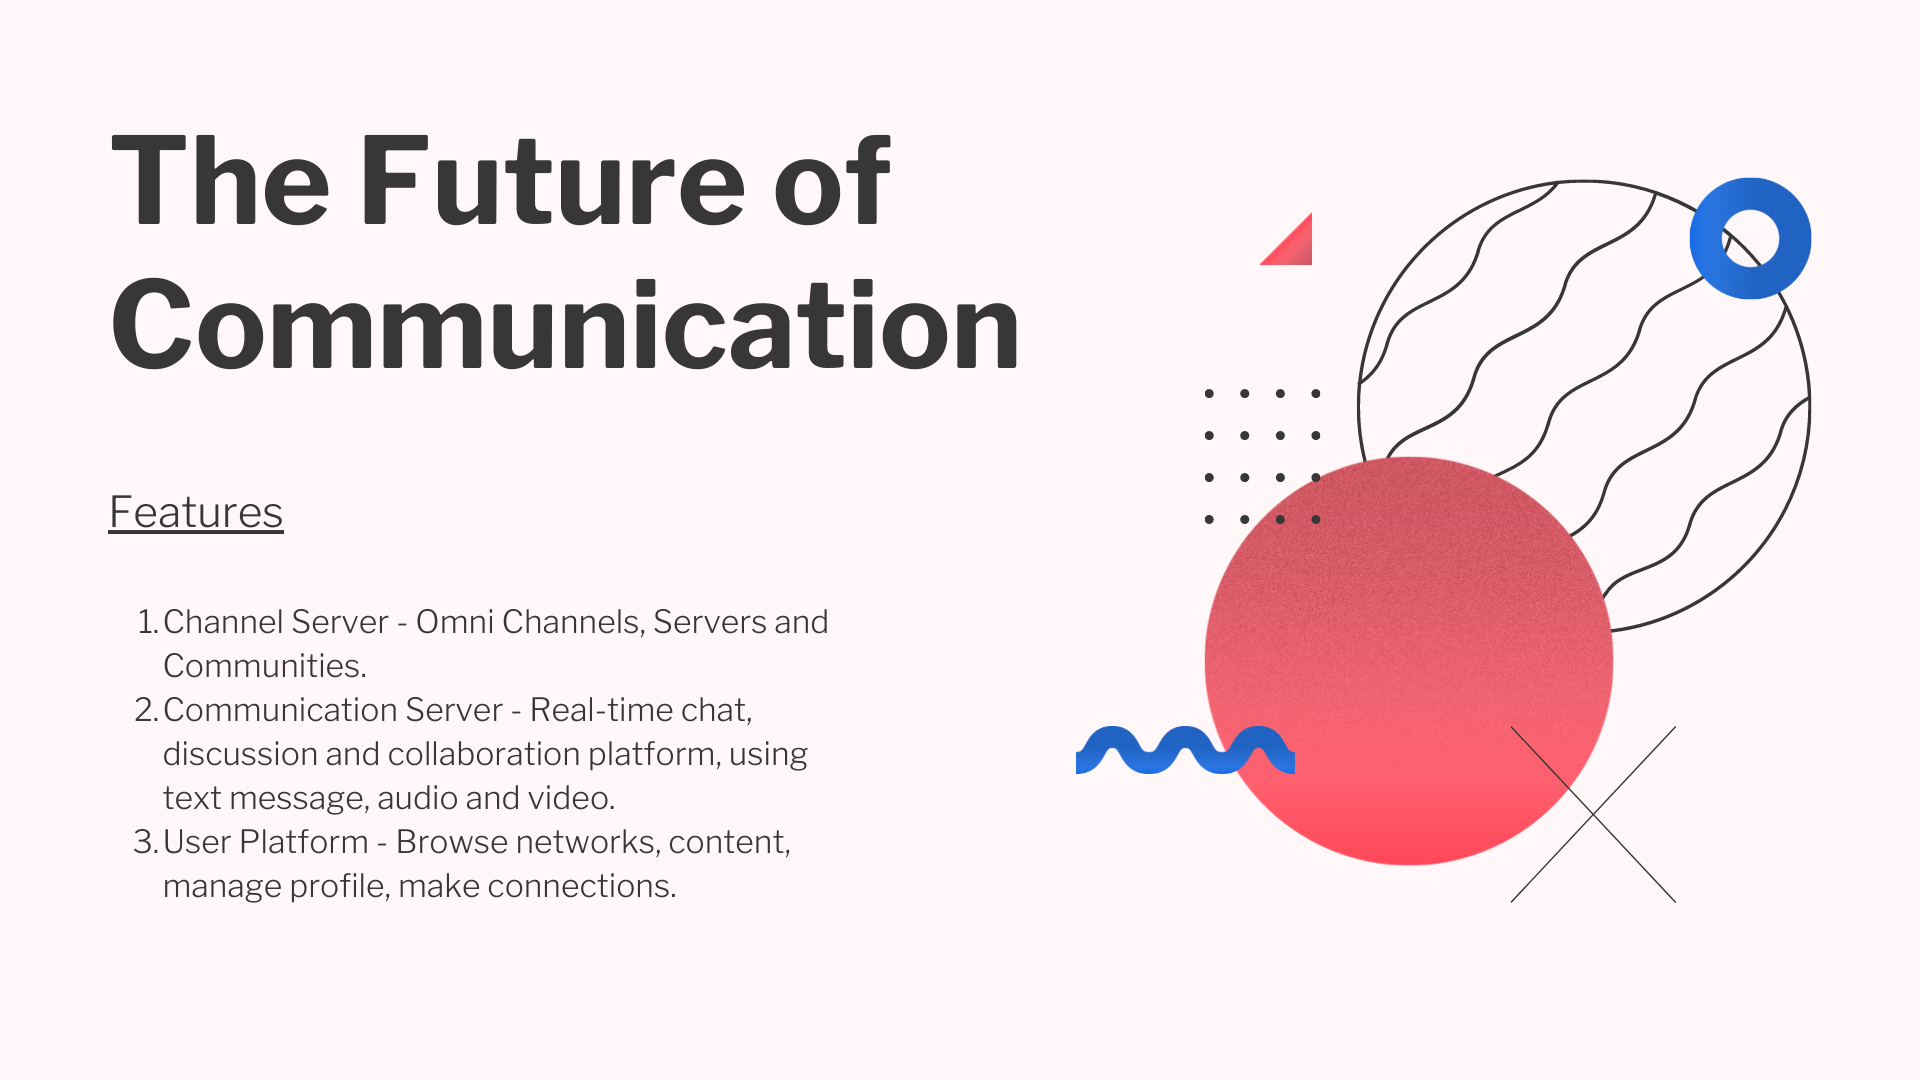 The Future of
Communication
Features
1. Channel Server - Omni Channels, Servers and
Communities.
2. Communication Server - Real-time chat,
discussion and collaboration platform, using
text message, audio and video.
3. User Platform - Browse networks, content,
manage profile, make connections.